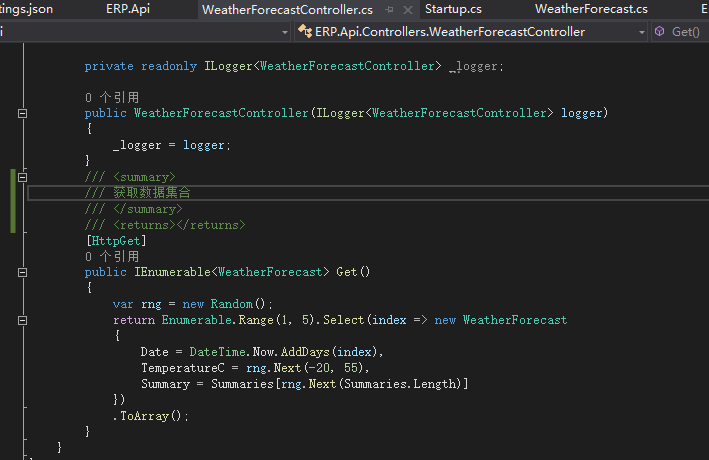 tings.json ERP.Api WeatherForecastController.cs Startup.cs WeatherForecast.cs E
i ERP.Api.Controllers.WeatherForecastController Get()
private readonly ILogger<WeatherForecastController> _logger;
0 个引用
public WeatherForecastController(ILogger<WeatherForecastController> logger)
{
_logger = logger;
}
/// <summary>
/// 获取数据集合
/// </summary>
/// <returns></returns>
[HttpGet]
0 个引用
public IEnumerable<WeatherForecast> Get()
{
var rng = new Random();
return Enumerable.Range(1, 5).Select(index => new WeatherForecast
{
Date = DateTime.Now.AddDays(index),
TemperatureC = rng.Next(-20, 55),
Summary = Summaries[rng.Next(Summaries.Length)]
})
.ToArray();
}
}